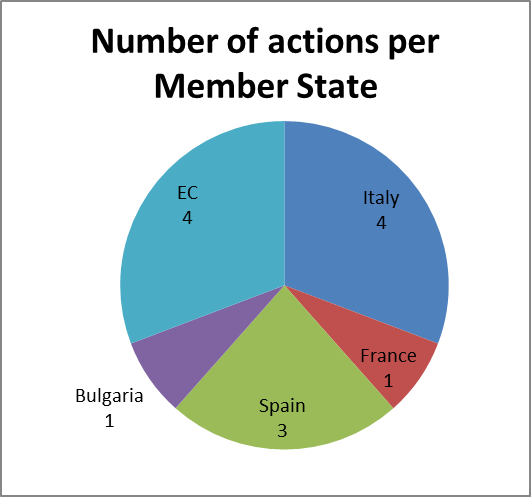 Number of actions per
Member State
EC
4
Italy
4
France
1
Spain
3
Bulgaria
1